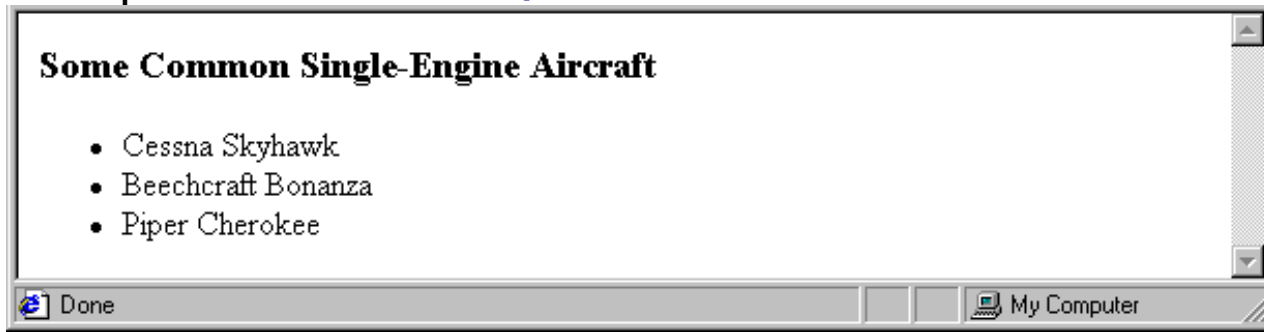 Some Common Single-Engine Aircraft
• Cessna Skyhawk
• Beechcraft Bonanza
• Piper Cherokee
Done My Computer